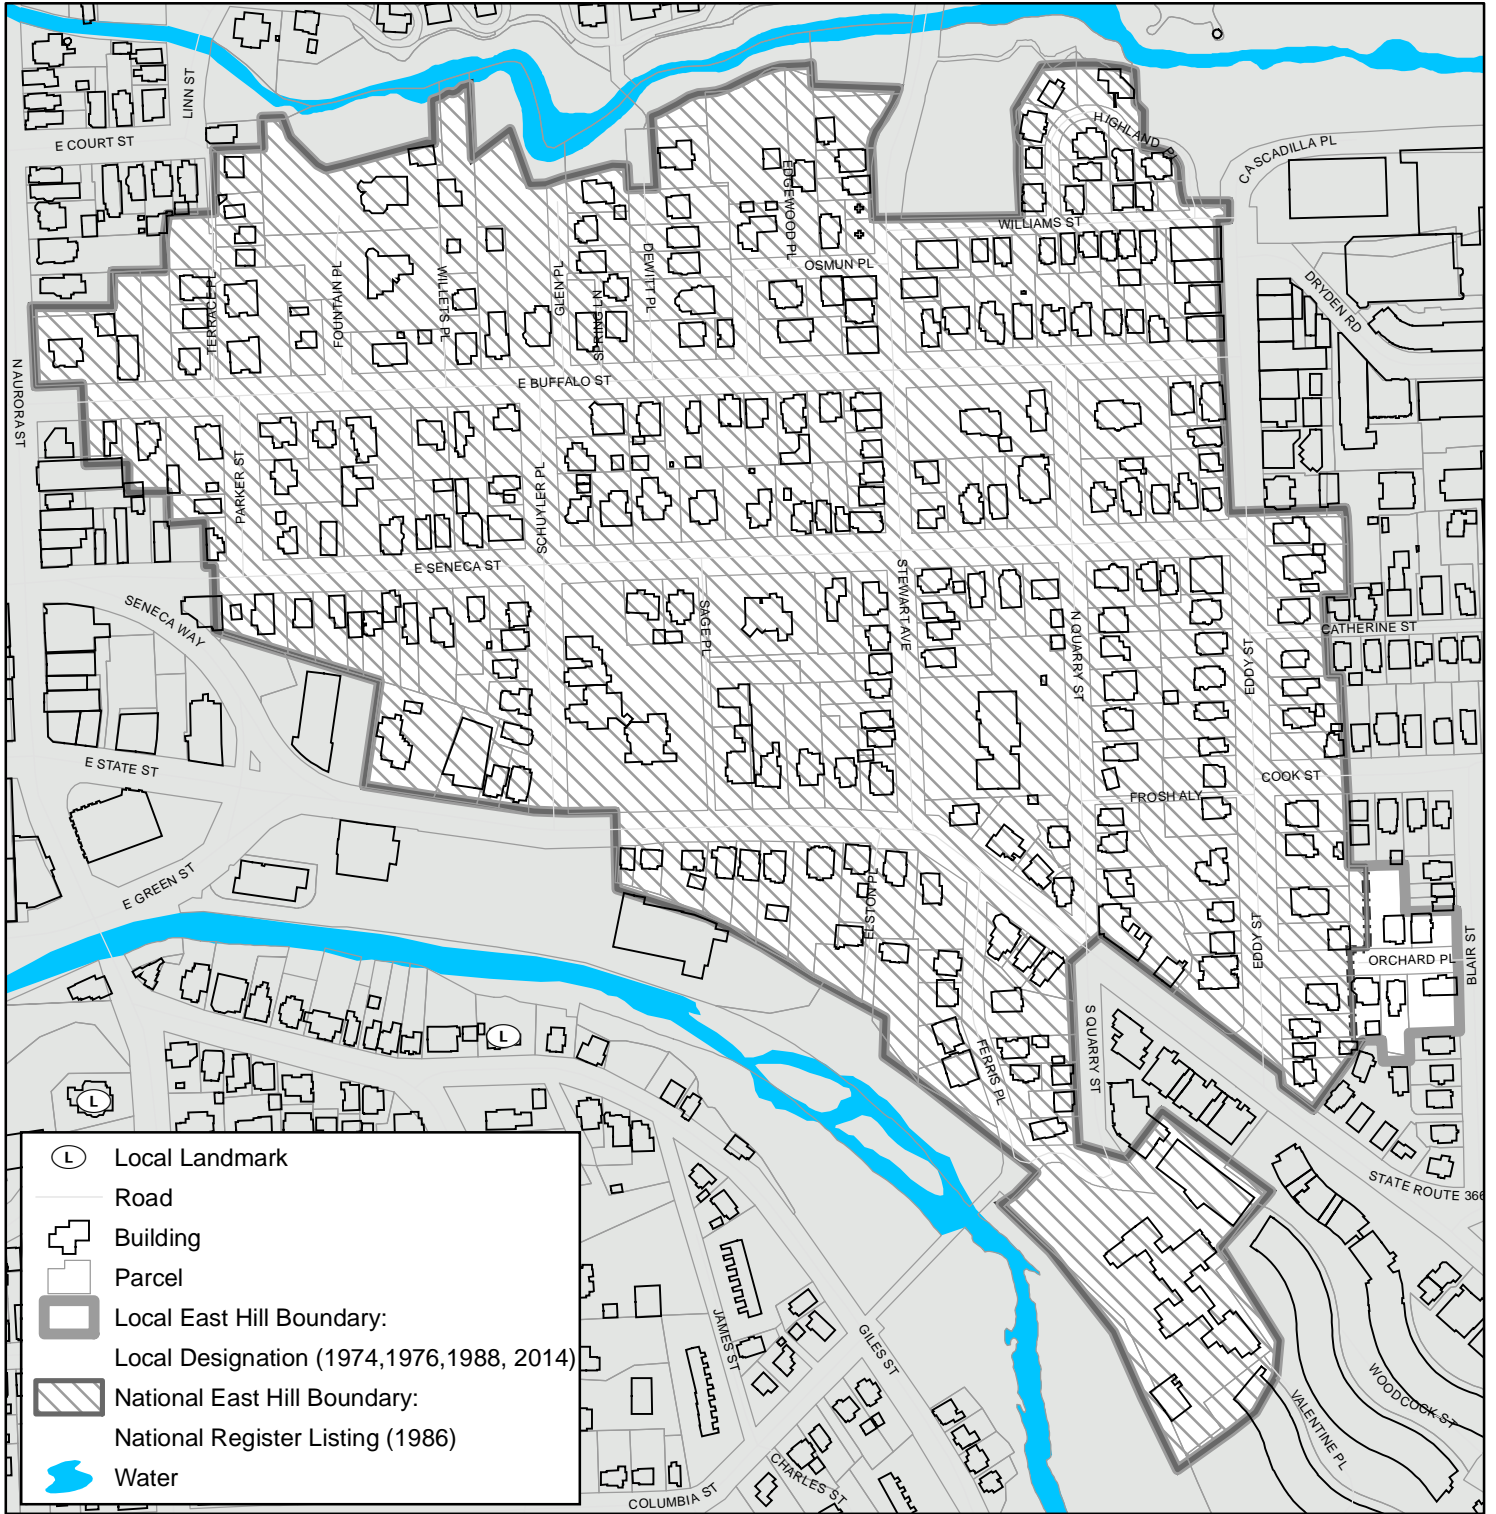 LINN ST
E COURT ST
HIGHLAND PL
CASCADILLA PL
EDGEWOOD PL
WILLIAMS ST
DEWITT PL
OSMUN PL
TERRACE PL
FOUNTAIN PL
WILLETS PL
GLEN PL
SPRING LN
DRYDEN RD
N AURORA ST
E BUFFALO ST
PARKER ST
SCHUYLER PL
E SENECA ST
STEWART AVE
SENECA WAY
SAGE PL
N QUARRY ST
EDDY ST
CATHERINE ST
E STATE ST
COOK ST
FROSH ALY
E GREEN ST
ELSTON PL
EDDY ST
ORCHARD PL
BLAIR ST
S QUARRY ST
FERRIS PL
L
L
STATE ROUTE 366
JAMES ST
GILES ST
WOODCOCK ST
VALENTINE PL
CHARLES ST
COLUMBIA ST
L Local Landmark
Road
Building
Parcel
Local East Hill Boundary:
Local Designation (1974,1976,1988, 2014)
National East Hill Boundary:
National Register Listing (1986)
Water